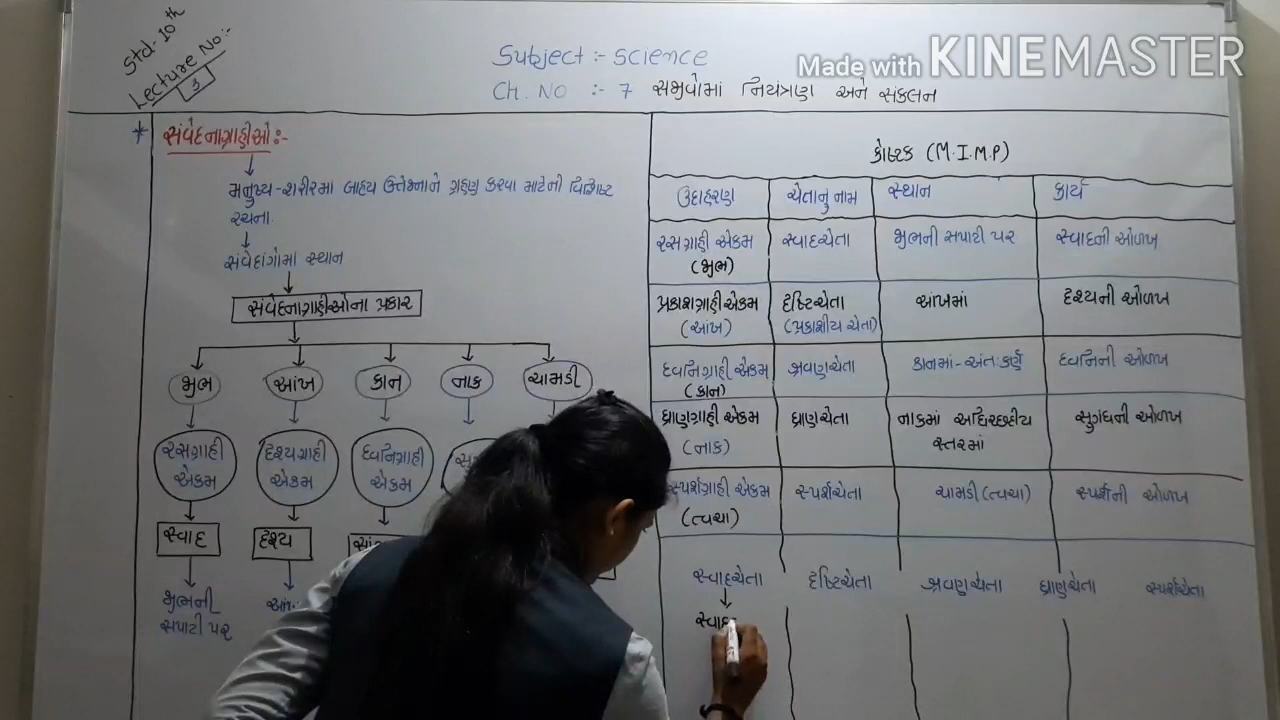 Std-10th
Lecture No:-
3
Subject :- Science
Made with KINEMASTER
Ch. NO :- 7 સજીવોમાં નિયંત્રણ અને સંકલન
* સંવેદનાગ્રાહીઓ :-
મનુષ્ય-શરીરમાં બાહ્ય ઉત્તેજનાને ગ્રહણ કરવા માટેની વિશિષ્ટ
રચના
સંવેદાંગોમાં સ્થાન
સંવેદનાગ્રાહીઓના પ્રકાર
જીભ આંખ કાન નાક ચામડી
રસગ્રાહી એકમ
દૃશ્યગ્રાહી એકમ
ધ્વનિગ્રાહી એકમ
સ્વાદ દૃશ્ય
જીભની
સપાટી પર
કોષ્ટક (M.I.M.P)
ઉદાહરણ ચેતાનું નામ સ્થાન કાર્ય
રસગ્રાહી એકમ સ્વાદચેતા જીભની સપાટી પર સ્વાદની ઓળખ
(જીભ)
પ્રકાશગ્રાહી એકમ દૃષ્ટિચેતા આંખમાં દૃશ્યની ઓળખ
(આંખ) (પ્રકાશીય ચેતા)
ધ્વનિગ્રાહી એકમ શ્રવણચેતા કાનમાં-અંતઃકર્ણ ધ્વનિની ઓળખ
(કાન)
ઘ્રાણગ્રાહી એકમ ઘ્રાણચેતા નાકમાં અધિચ્છદીય સુગંધની ઓળખ
(નાક) સ્તરમાં
સ્પર્શગ્રાહી એકમ સ્પર્શચેતા ચામડી (ત્વચા) સ્પર્શની ઓળખ
(ત્વચા)
સ્વાદચેતા દૃષ્ટિચેતા શ્રવણચેતા ઘ્રાણચેતા સ્પર્શચેતા
સ્વાદ